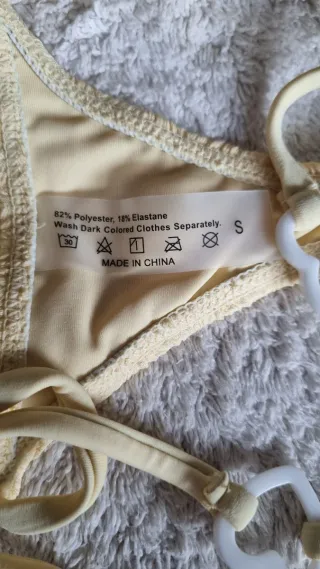 82% Polyester, 18% Elastane
Wash Dark Colored Clothes Separately.
30
S
MADE IN CHINA